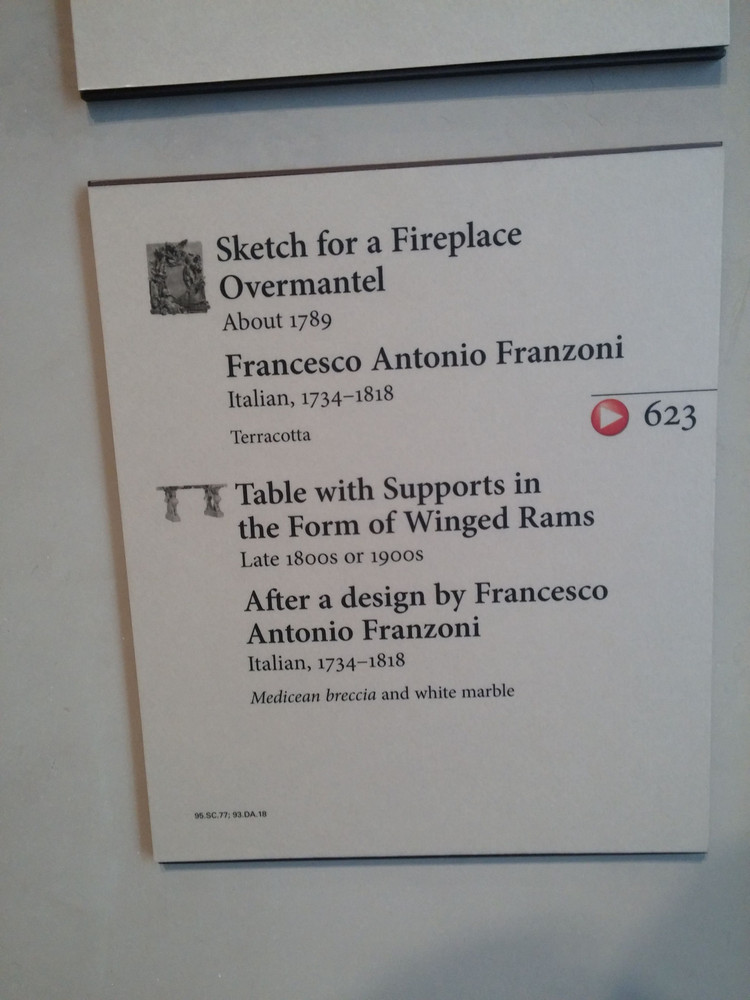 Sketch for a Fireplace
Overmantel
About 1789
Francesco Antonio Franzoni
Italian, 1734–1818
Terracotta
623
Table with Supports in
the Form of Winged Rams
Late 1800s or 1900s
After a design by Francesco
Antonio Franzoni
Italian, 1734–1818
Medicean breccia and white marble
95.SC.77; 93.DA.18